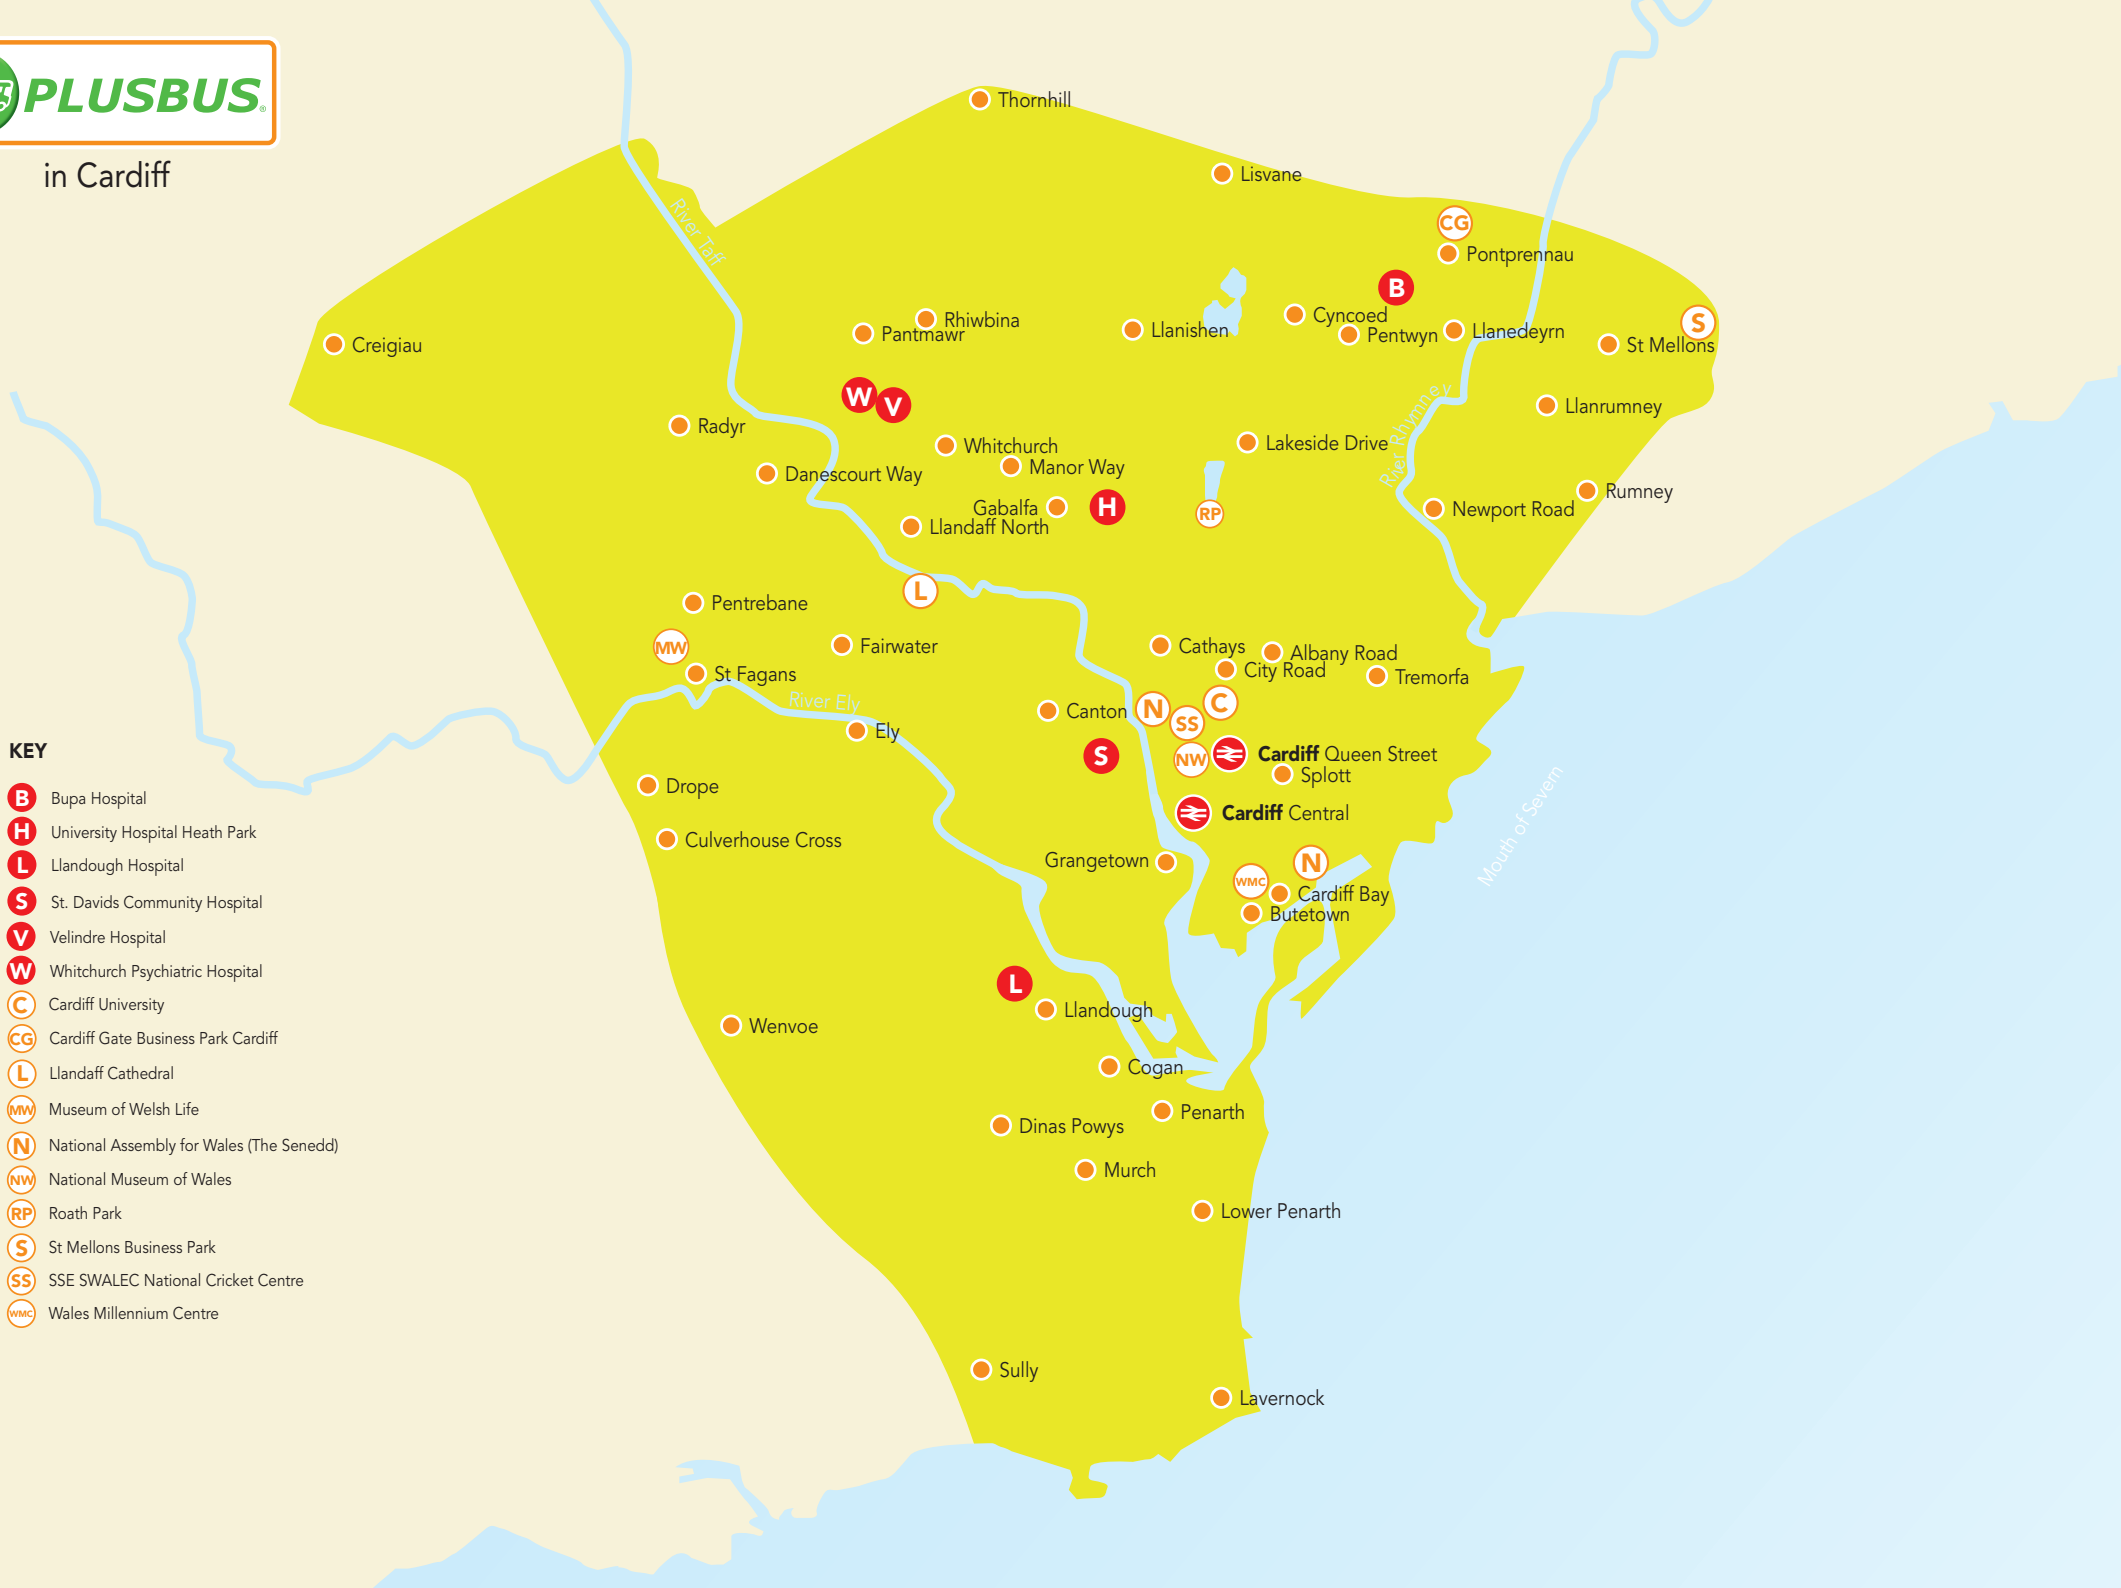 PLUSBUS®
in Cardiff
Thornhill
Lisvane
CG
Pontprennau
River Taff
B
Rhiwbina
Pantmawr
Llanishen
Cyncoed
Pentwyn
Llanedeyrn
S
St Mellons
Creigiau
W
V
Llanrumney
Radyr
Whitchurch
Lakeside Drive
River Rhymney
Manor Way
Danescourt Way
Gabalfa
H
RP
Newport Road
Rumney
Llandaff North
L
Pentrebane
MW
Fairwater
Cathays
Albany Road
City Road
Tremorfa
St Fagans
River Ely
Canton
N
SS
C
Ely
S
NW
Cardiff Queen Street
Splott
Drope
Cardiff Central
Culverhouse Cross
Grangetown
N
WMC
Cardiff Bay
Butetown
Mouth of Severn
L
Llandough
Wenvoe
Cogan
Penarth
Dinas Powys
Murch
Lower Penarth
Sully
Lavernock
KEY
B Bupa Hospital
H University Hospital Heath Park
L Llandough Hospital
S St. Davids Community Hospital
V Velindre Hospital
W Whitchurch Psychiatric Hospital
C Cardiff University
CG Cardiff Gate Business Park Cardiff
L Llandaff Cathedral
MW Museum of Welsh Life
N National Assembly for Wales (The Senedd)
NW National Museum of Wales
RP Roath Park
S St Mellons Business Park
SS SSE SWALEC National Cricket Centre
WMC Wales Millennium Centre